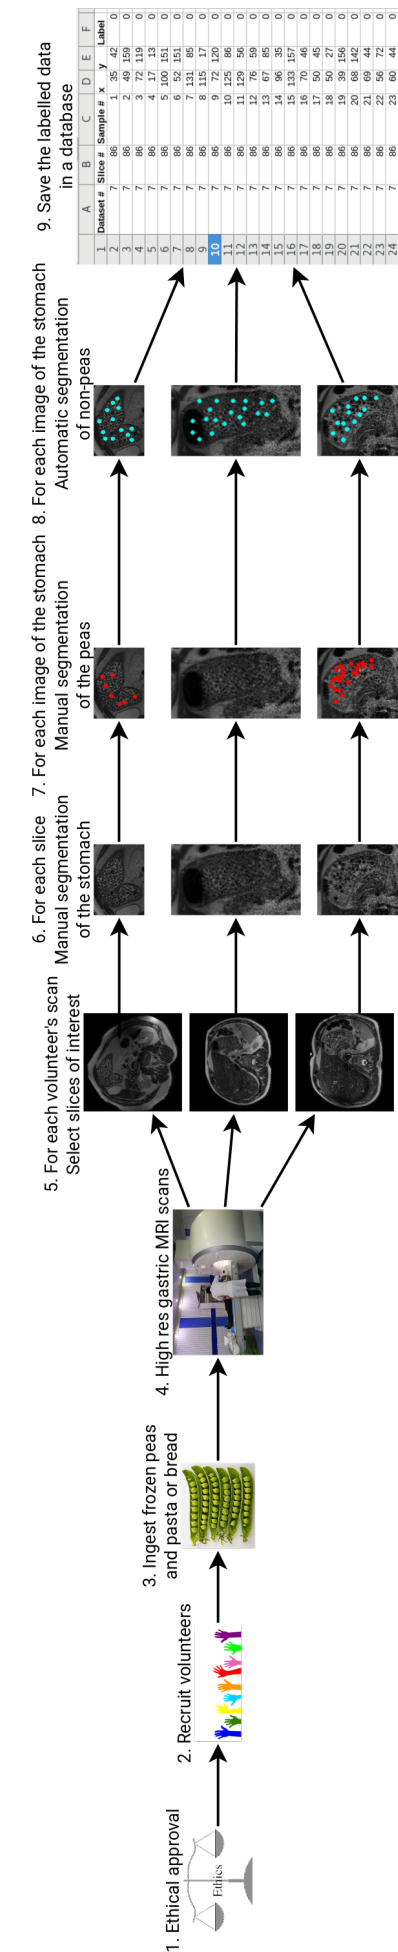 1. Ethical approval
Ethics
2. Recruit volunteers
3. Ingest frozen peas
and pasta or bread
4. High res gastric MRI scans
5. For each volunteer's scan
Select slices of interest
6. For each slice
Manual segmentation
of the stomach
7. For each image of the stomach
Manual segmentation
of the peas
8. For each image of the stomach
Automatic segmentation
of non-peas
9. Save the labelled data
in a database
A B C D E F
1 Dataset # Slice # Sample # x y Label
2 7 86 1 35 42 0
3 7 86 2 49 159 0
4 7 86 3 72 119 0
5 7 86 4 17 13 0
6 7 86 5 100 151 0
7 7 86 6 52 151 0
8 7 86 7 131 85 0
9 7 86 8 115 17 0
10 7 86 9 72 120 0
11 7 86 10 125 86 0
12 7 86 11 129 56 0
13 7 86 12 76 59 0
14 7 86 13 67 85 0
15 7 86 14 96 35 0
16 7 86 15 133 157 0
17 7 86 16 70 46 0
18 7 86 17 50 45 0
19 7 86 18 50 27 0
20 7 86 19 39 156 0
21 7 86 20 68 142 0
22 7 86 21 69 44 0
23 7 86 22 56 72 0
24 7 86 23 60 44 0